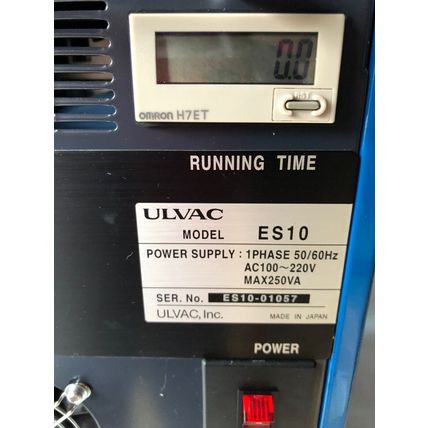 0.0
RST
OMRON H7ET
RUNNING TIME
ULVAC
MODEL ES10
POWER SUPPLY : 1PHASE 50/60Hz
AC100～220V
MAX250VA
SER. No. ES10-01057
ULVAC, Inc. MADE IN JAPAN
POWER